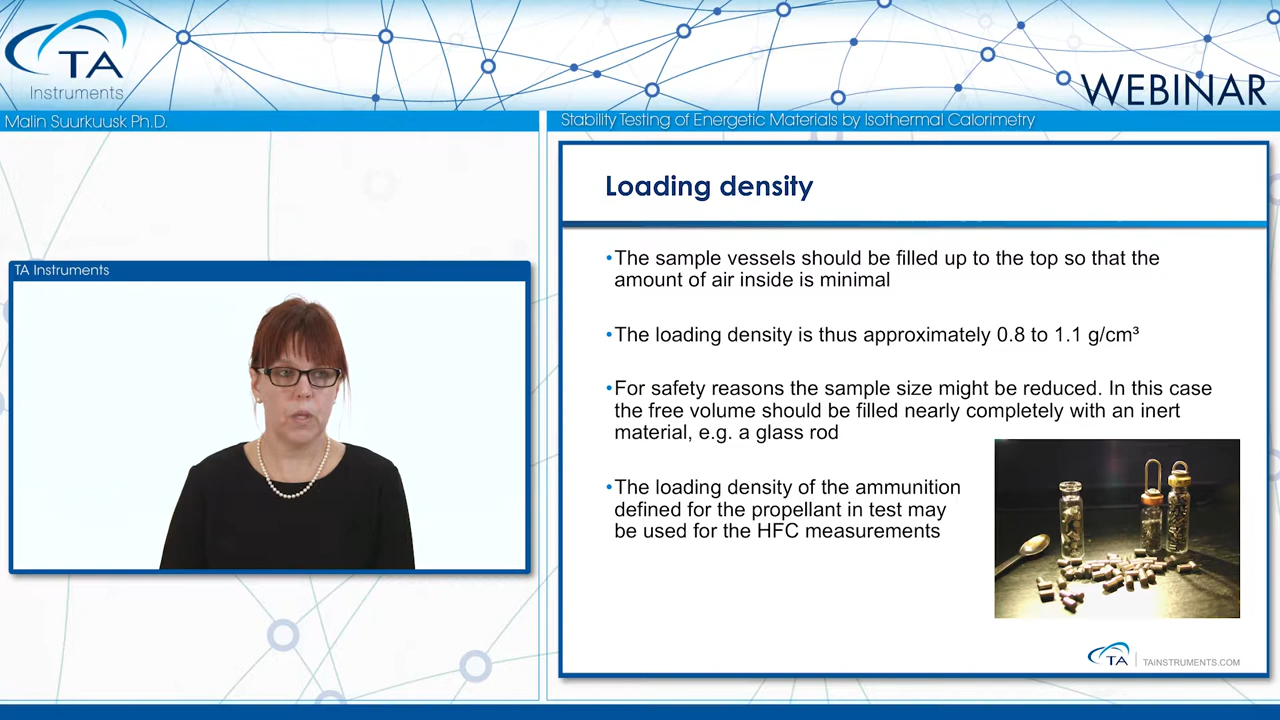 TA
Instruments
WEBINAR
Malin Suurkuusk Ph.D.
Stability Testing of Energetic Materials by Isothermal Calorimetry
TA Instruments
Loading density
•The sample vessels should be filled up to the top so that the
amount of air inside is minimal
•The loading density is thus approximately 0.8 to 1.1 g/cm³
•For safety reasons the sample size might be reduced. In this case
the free volume should be filled nearly completely with an inert
material, e.g. a glass rod
•The loading density of the ammunition
defined for the propellant in test may
be used for the HFC measurements
TA
TAINSTRUMENTS.COM